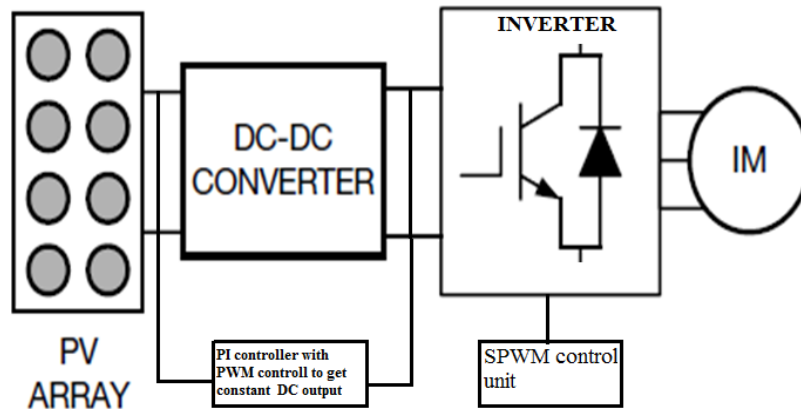 INVERTER
DC-DC
CONVERTER
IM
PV
ARRAY
PI controller with
PWM controll to get
constant DC output
SPWM control
unit